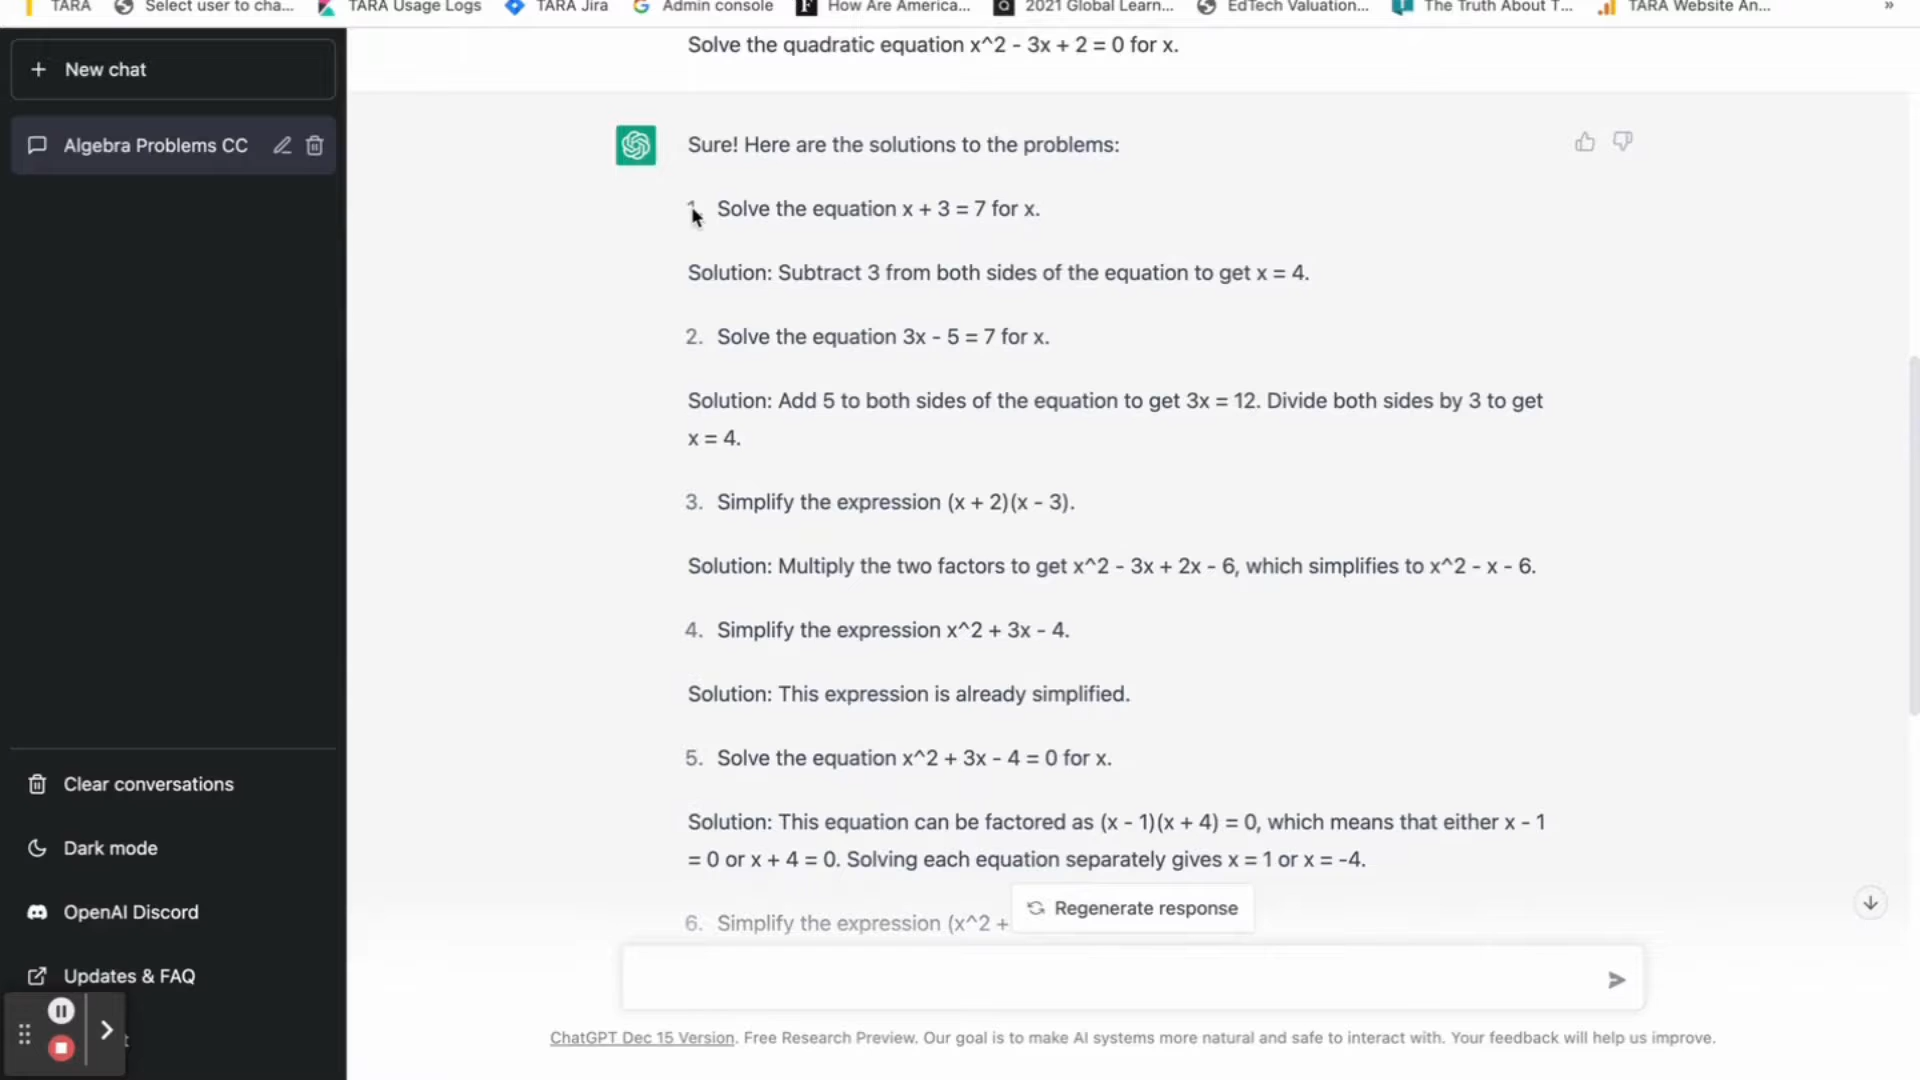 TARA Select user to cha... TARA Usage Logs TARA Jira Admin console How Are America... 2021 Global Learn... EdTech Valuation... The Truth About T... TARA Website An... »
+ New chat
Algebra Problems CC
Solve the quadratic equation x^2 - 3x + 2 = 0 for x.
Sure! Here are the solutions to the problems:
1. Solve the equation x + 3 = 7 for x.
Solution: Subtract 3 from both sides of the equation to get x = 4.
2. Solve the equation 3x - 5 = 7 for x.
Solution: Add 5 to both sides of the equation to get 3x = 12. Divide both sides by 3 to get
x = 4.
3. Simplify the expression (x + 2)(x - 3).
Solution: Multiply the two factors to get x^2 - 3x + 2x - 6, which simplifies to x^2 - x - 6.
4. Simplify the expression x^2 + 3x - 4.
Solution: This expression is already simplified.
5. Solve the equation x^2 + 3x - 4 = 0 for x.
Solution: This equation can be factored as (x - 1)(x + 4) = 0, which means that either x - 1
= 0 or x + 4 = 0. Solving each equation separately gives x = 1 or x = -4.
6. Simplify the expression (x^2 +
Regenerate response
Clear conversations
Dark mode
OpenAI Discord
Updates & FAQ
ChatGPT Dec 15 Version. Free Research Preview. Our goal is to make AI systems more natural and safe to interact with. Your feedback will help us improve.